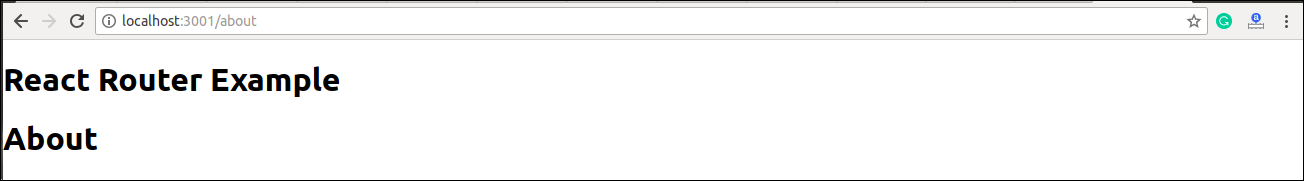 localhost:3001/about
React Router Example
About